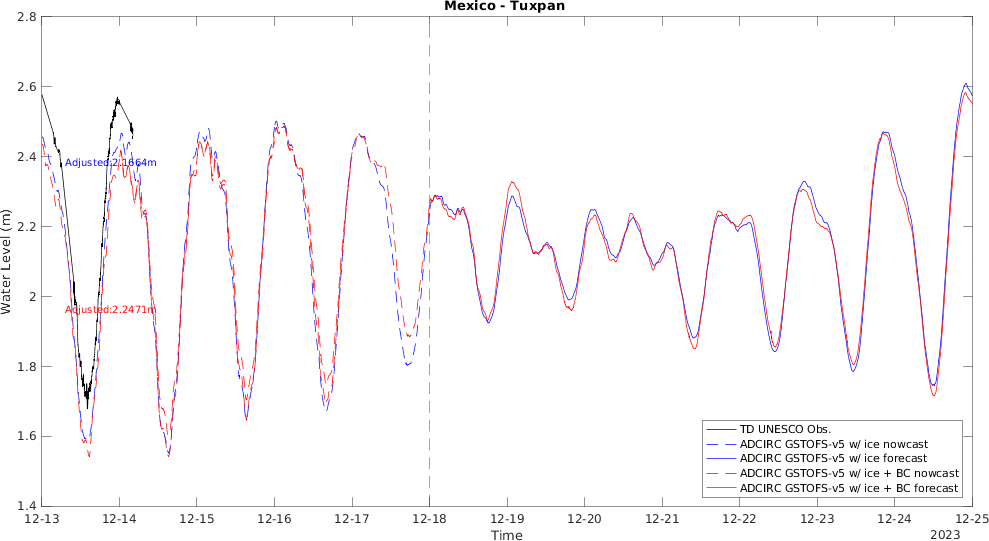 Mexico - Tuxpan
Water Level (m)
2.8
2.6
2.4
2.2
2
1.8
1.6
1.4
Adjusted:2.1664m
Adjusted:2.2471m
TD UNESCO Obs.
ADCIRC GSTOFS-v5 w/ ice nowcast
ADCIRC GSTOFS-v5 w/ ice forecast
ADCIRC GSTOFS-v5 w/ ice + BC nowcast
ADCIRC GSTOFS-v5 w/ ice + BC forecast
12-13 12-14 12-15 12-16 12-17 12-18 12-19 12-20 12-21 12-22 12-23 12-24 12-25
Time
2023